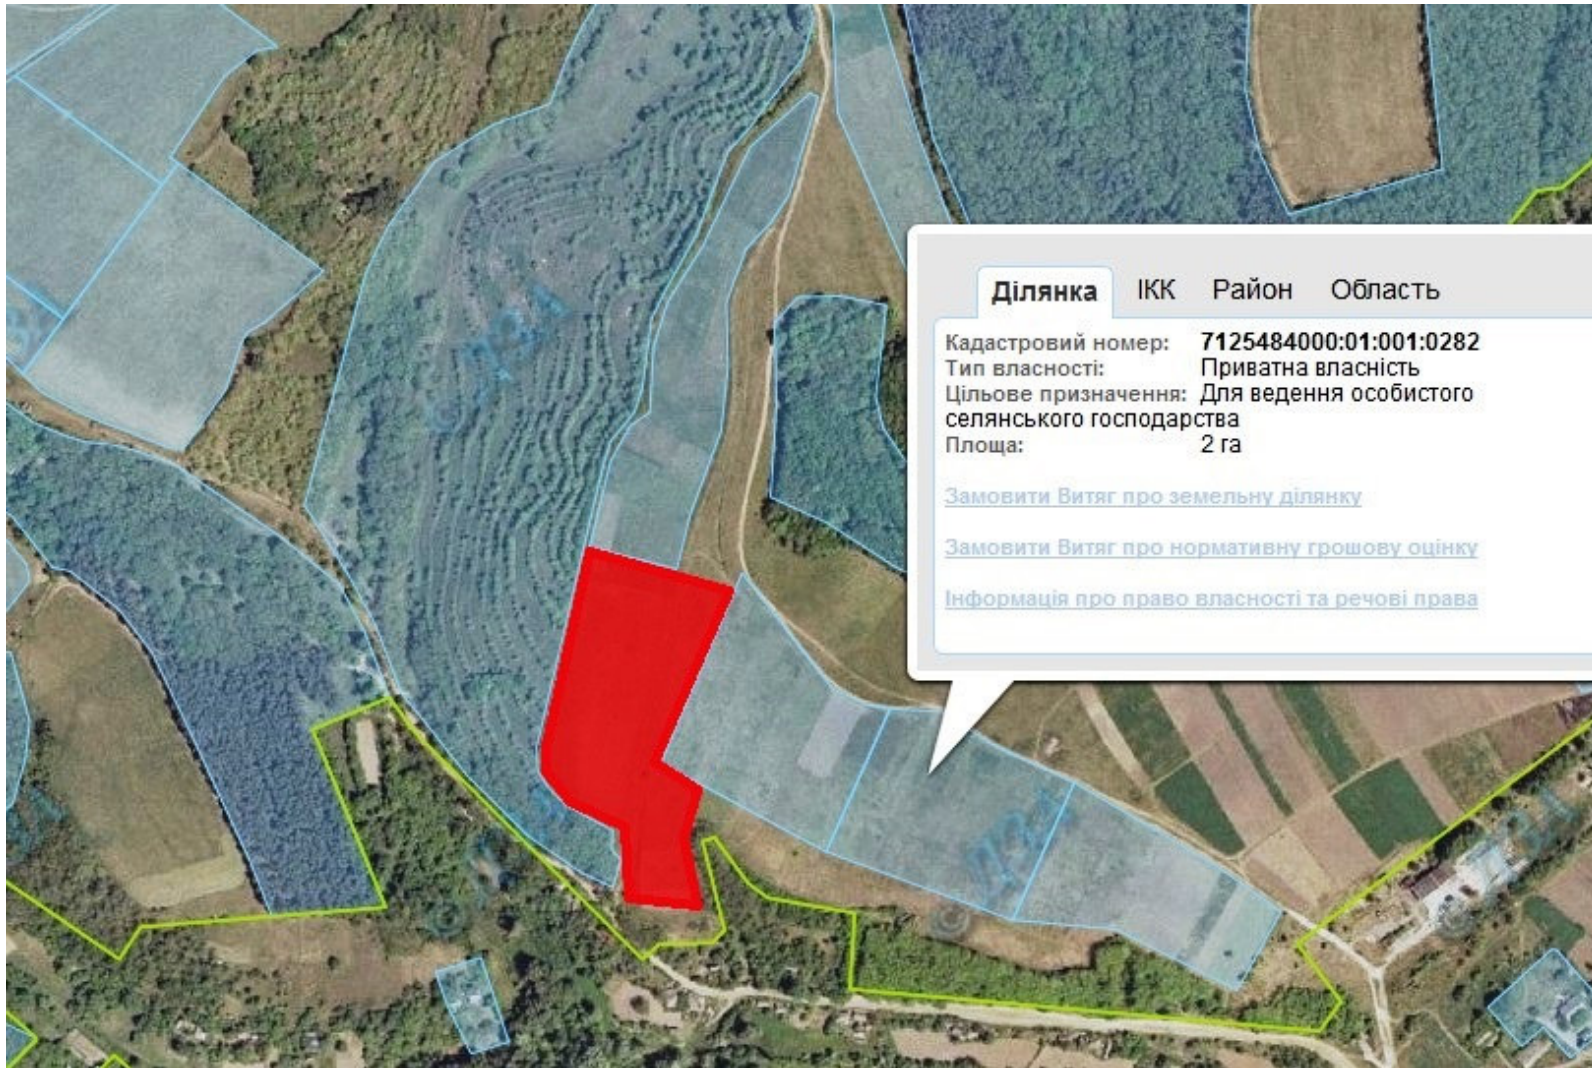 Ділянка ІКК Район Область
Кадастровий номер: 7125484000:01:001:0282
Тип власності: Приватна власність
Цільове призначення: Для ведення особистого
селянського господарства
Площа: 2 га
Замовити Витяг про земельну ділянку
Замовити Витяг про нормативну грошову оцінку
Інформація про право власності та речові права